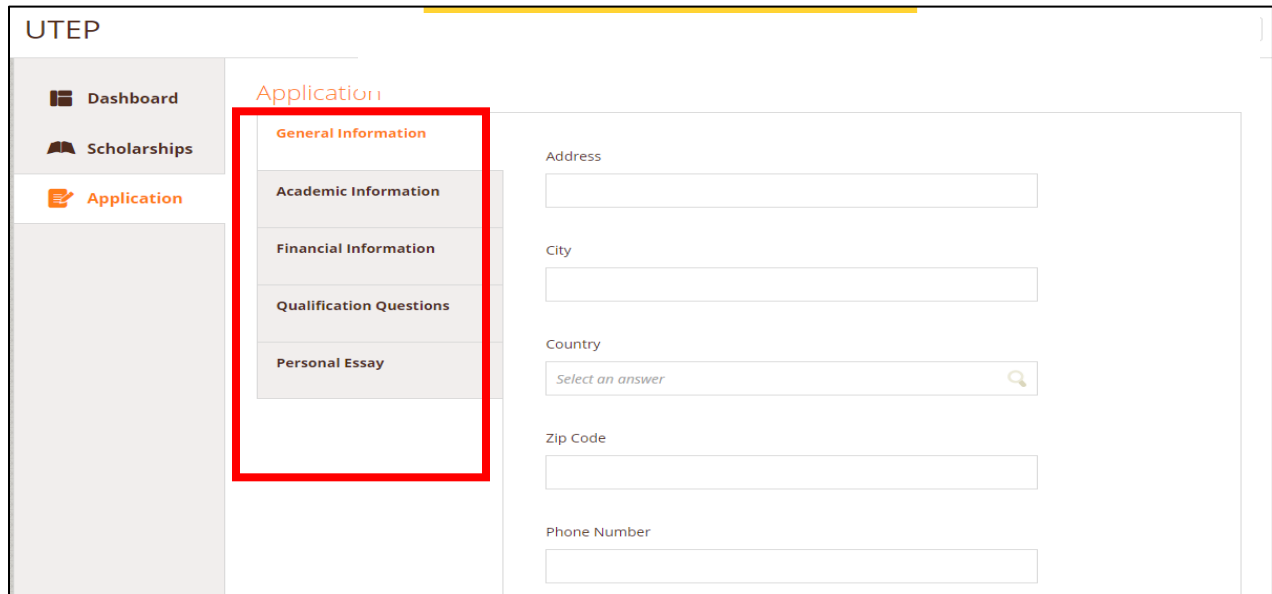 UTEP
Dashboard
Scholarships
Application
Application
General Information
Academic Information
Financial Information
Qualification Questions
Personal Essay
Address
City
Country
Select an answer
Zip Code
Phone Number